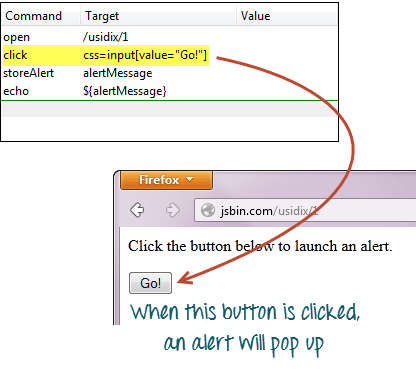 Command Target Value
open /usidix/1
click css=input[value="Go!"]
storeAlert alertMessage
echo ${alertMessage}
Firefox
jsbin.com/usidix/1
Click the button below to launch an alert.
Go!
When this button is clicked,
an alert will pop up